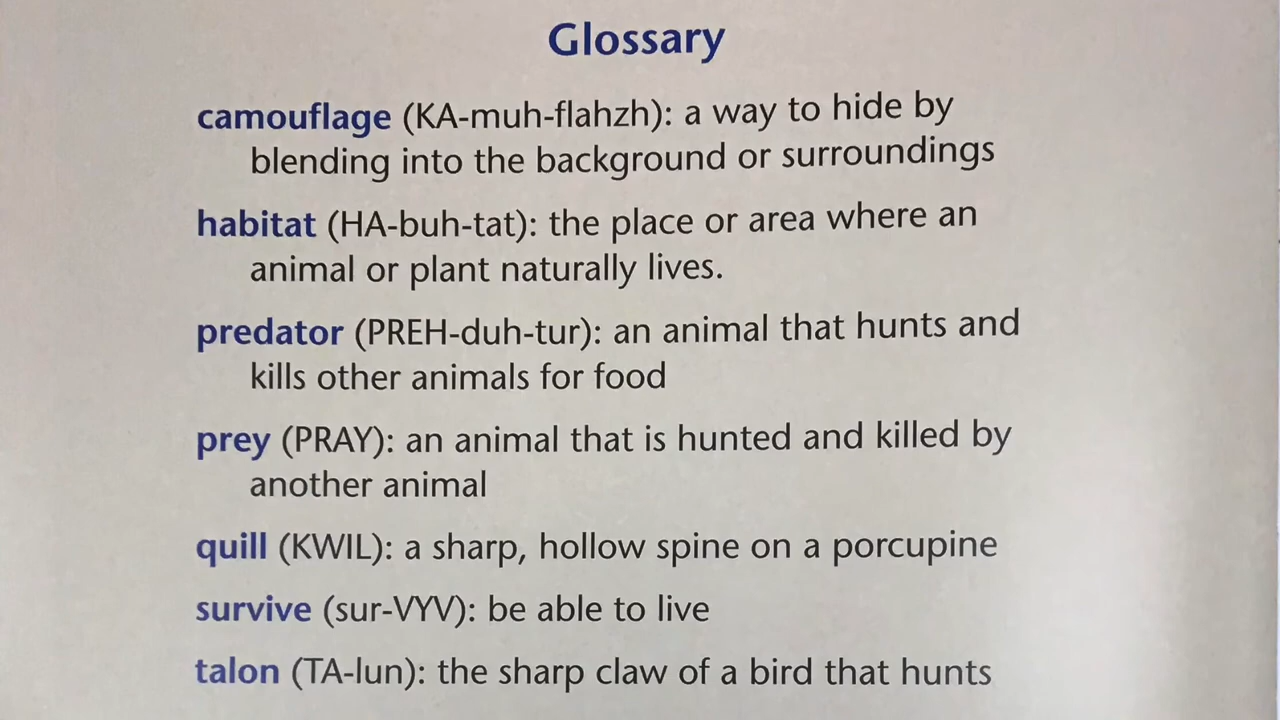 Glossary
camouflage (KA-muh-flahzh): a way to hide by
blending into the background or surroundings
habitat (HA-buh-tat): the place or area where an
animal or plant naturally lives.
predator (PREH-duh-tur): an animal that hunts and
kills other animals for food
prey (PRAY): an animal that is hunted and killed by
another animal
quill (KWIL): a sharp, hollow spine on a porcupine
survive (sur-VYV): be able to live
talon (TA-lun): the sharp claw of a bird that hunts